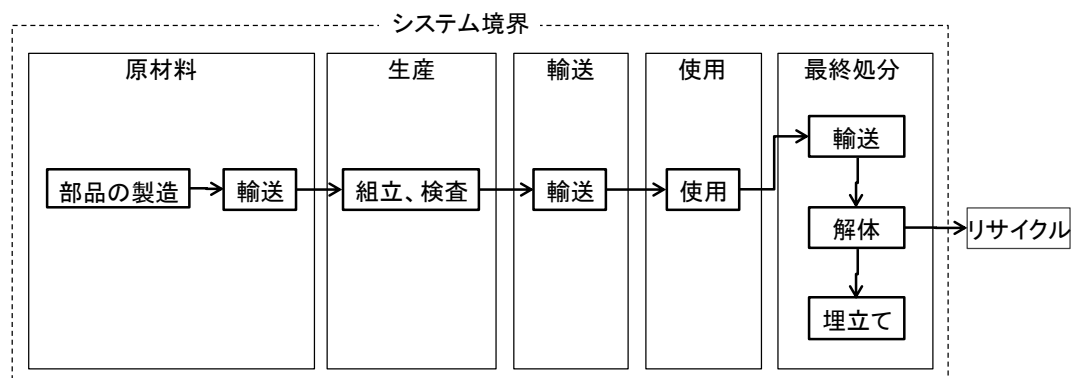 システム境界
原材料
生産
輸送
使用
最終処分
部品の製造
輸送
組立、検査
輸送
使用
輸送
解体
リサイクル
埋立て